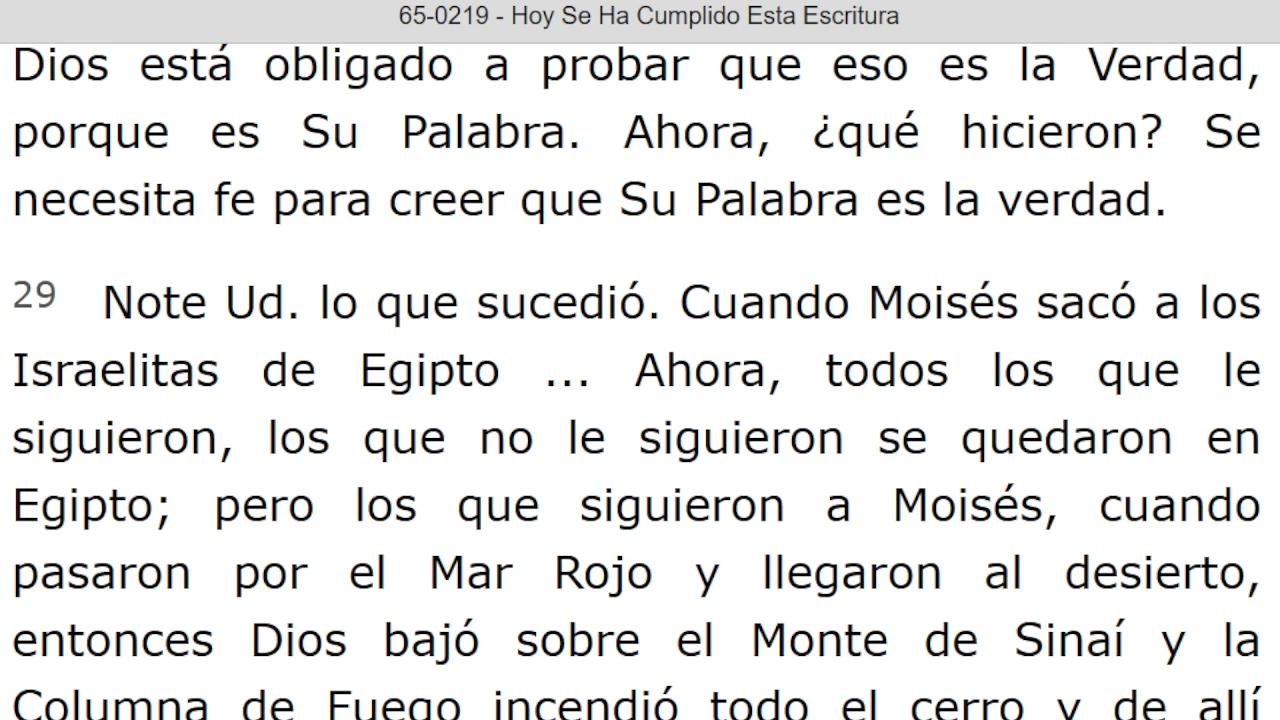 65-0219 - Hoy Se Ha Cumplido Esta Escritura
Dios está obligado a probar que eso es la Verdad,
porque es Su Palabra. Ahora, ¿qué hicieron? Se
necesita fe para creer que Su Palabra es la verdad.
29 Note Ud. lo que sucedió. Cuando Moisés sacó a los
Israelitas de Egipto ... Ahora, todos los que le
siguieron, los que no le siguieron se quedaron en
Egipto; pero los que siguieron a Moisés, cuando
pasaron por el Mar Rojo y llegaron al desierto,
entonces Dios bajó sobre el Monte de Sinaí y la
Columna de Fuego incendió todo el cerro y de allí